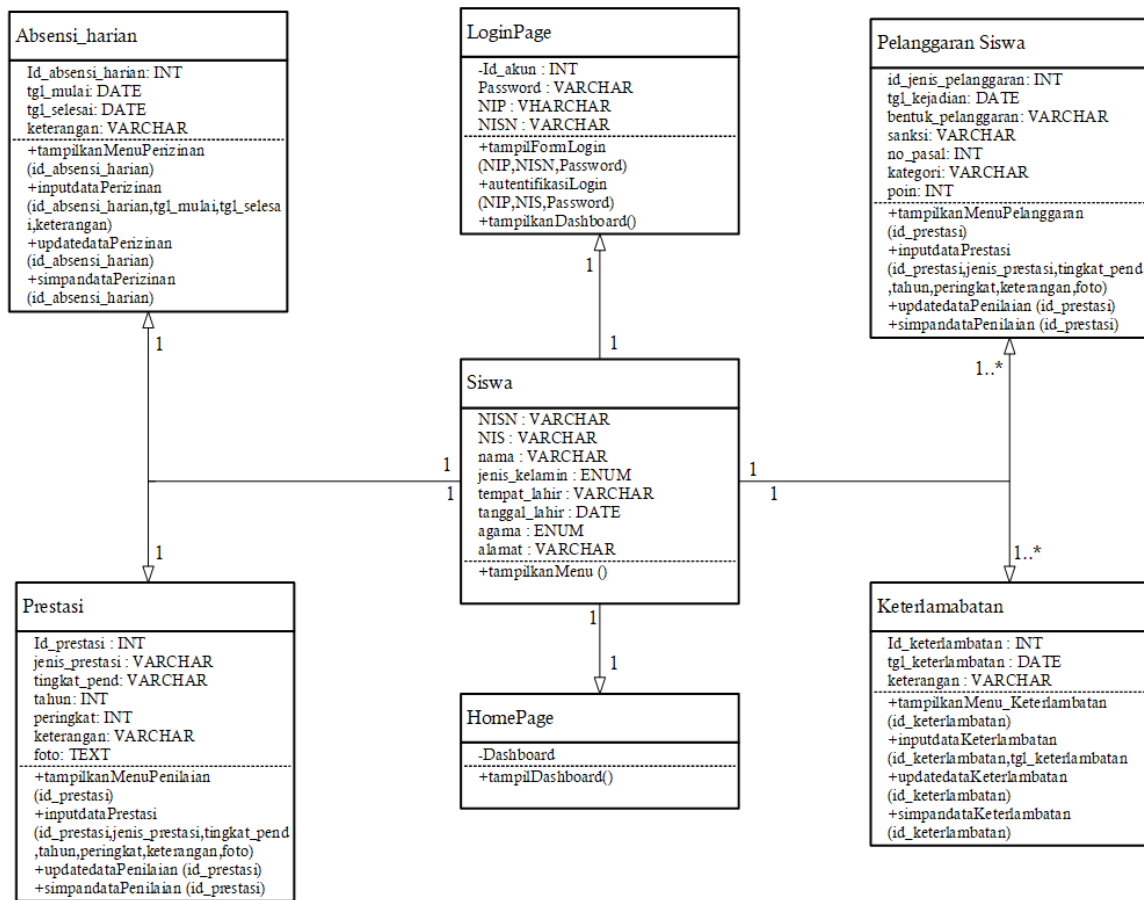 Absensi_harian
Id_absensi_harian: INT
tgl_mulai: DATE
tgl_selesai: DATE
keterangan: VARCHAR
+tampilkanMenuPerizinan
(id_absensi_harian)
+inputdataPerizinan
(id_absensi_harian,tgl_mulai,tgl_selesa
i,keterangan)
+updatedataPerizinan
(id_absensi_harian)
+simpandataPerizinan
(id_absensi_harian)
LoginPage
-Id_akun : INT
Password : VARCHAR
NIP : VHARCHAR
NISN : VARCHAR
+tampilFormLogin
(NIP,NISN,Password)
+autentifikasiLogin
(NIP,NIS,Password)
+tampilkanDashboard()
Pelanggaran Siswa
id_jenis_pelanggaran: INT
tgl_kejadian: DATE
bentuk_pelanggaran: VARCHAR
sanksi: VARCHAR
no_pasal: INT
kategori: VARCHAR
poin: INT
+tampilkanMenuPelanggaran
(id_prestasi)
+inputdataPrestasi
(id_prestasi,jenis_prestasi,tingkat_pend
,tahun,peringkat,keterangan,foto)
+updatedataPenilaian (id_prestasi)
+simpandataPenilaian (id_prestasi)
1
1
1
1..*
Siswa
NISN : VARCHAR
NIS : VARCHAR
nama : VARCHAR
jenis_kelamin : ENUM
tempat_lahir : VARCHAR
tanggal_lahir : DATE
agama : ENUM
alamat : VARCHAR
+tampilkanMenu ()
1
1
1
1
1
1..*
1
1
Prestasi
Id_prestasi : INT
jenis_prestasi : VARCHAR
tingkat_pend: VARCHAR
tahun: INT
peringkat: INT
keterangan: VARCHAR
foto: TEXT
+tampilkanMenuPenilaian
(id_prestasi)
+inputdataPrestasi
(id_prestasi,jenis_prestasi,tingkat_pend
,tahun,peringkat,keterangan,foto)
+updatedataPenilaian (id_prestasi)
+simpandataPenilaian (id_prestasi)
HomePage
-Dashboard
+tampilDashboard()
Keterlamabatan
Id_keterlambatan : INT
tgl_keterlambatan : DATE
keterangan : VARCHAR
+tampilkanMenu_Keterlambatan
(id_keterlambatan)
+inputdataKeterlambatan
(id_keterlambatan,tgl_keterlambatan
+updatedataKeterlambatan
(id_keterlambatan)
+simpandataKeterlambatan
(id_keterlambatan)